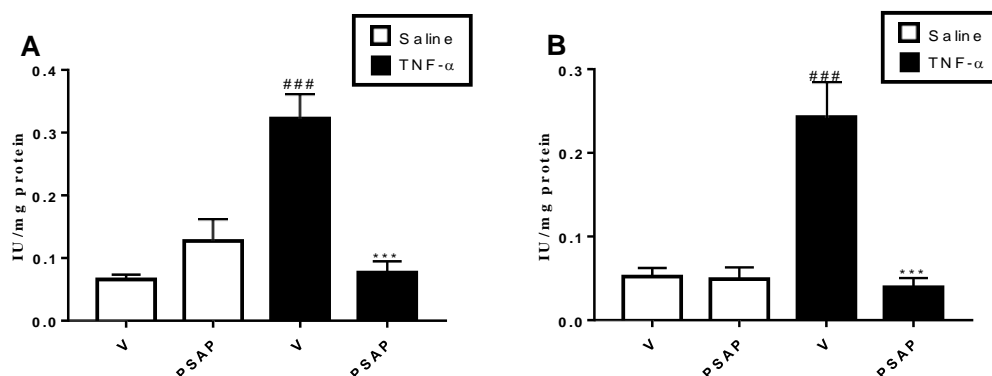 A
Saline
TNF-α
IU/mg protein
0.4
0.3
0.2
0.1
0.0
###
***
V
PSAP
V
PSAP
B
Saline
TNF-α
IU/mg protein
0.3
0.2
0.1
0.0
###
***
V
PSAP
V
PSAP